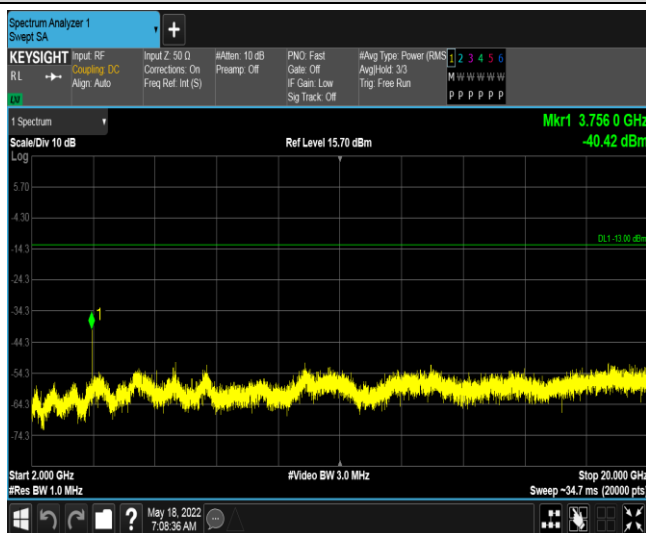 Spectrum Analyzer 1
Swept SA
+
KEYSIGHT
RL
LNI
Input: RF
Coupling: DC
Align: Auto
Input Z: 50 Ω
Corrections: On
Freq Ref: Int (S)
#Atten: 10 dB
Preamp: Off
PNO: Fast
Gate: Off
IF Gain: Low
Sig Track: Off
#Avg Type: Power (RMS
Avg|Hold: 3/3
Trig: Free Run
1 2 3 4 5 6
M W W W W W
P P P P P P
1 Spectrum
Mkr1 3.756 0 GHz
-40.42 dBm
Scale/Div 10 dB
Ref Level 15.70 dBm
Log
5.70
-4.30
DL1 -13.00 dBm
-14.3
-24.3
-34.3
1
-44.3
-54.3
-64.3
-74.3
Start 2.000 GHz
#Video BW 3.0 MHz
Stop 20.000 GHz
#Res BW 1.0 MHz
Sweep ~34.7 ms (20000 pts)
?
May 18, 2022
7:08:36 AM